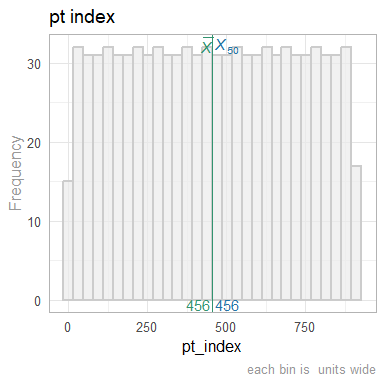 pt index
X̄ X50
30
20
10
0
Frequency
456 456
0 250 500 750
pt_index
each bin is units wide